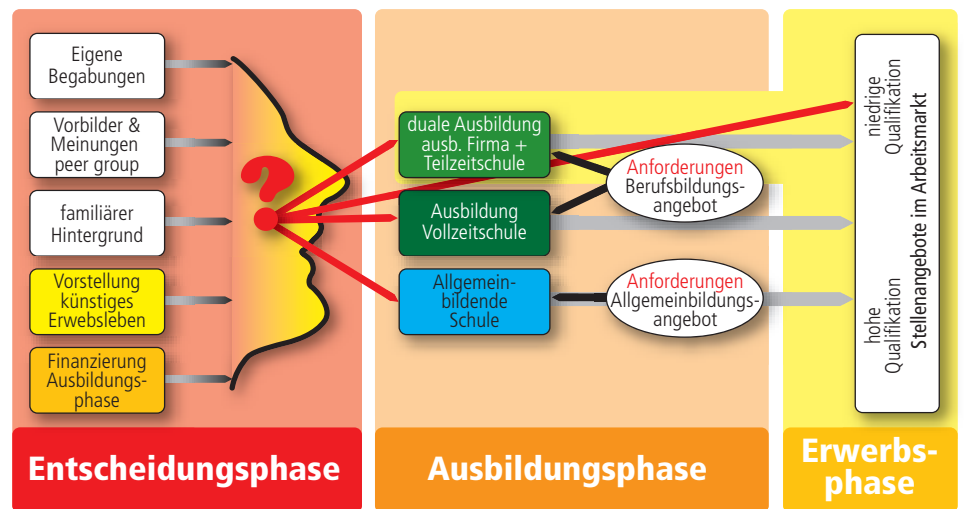 Eigene
Begabungen
Vorbilder &
Meinungen
peer group
familiärer
Hintergrund
Vorstellung
künstiges
Erwebsleben
Finanzierung
Ausbildungs-
phase
?
Entscheidungsphase
duale Ausbildung
ausb. Firma +
Teilzeitschule
Ausbildung
Vollzeitschule
Allgemein-
bildende
Schule
Anforderungen
Berufsbildungs-
angebot
Anforderungen
Allgemeinbildungs-
angebot
Ausbildungsphase
niedrige
Qualifikation
hohe
Qualifikation
Stellenangebote im Arbeitsmarkt
Erwerbs-
phase